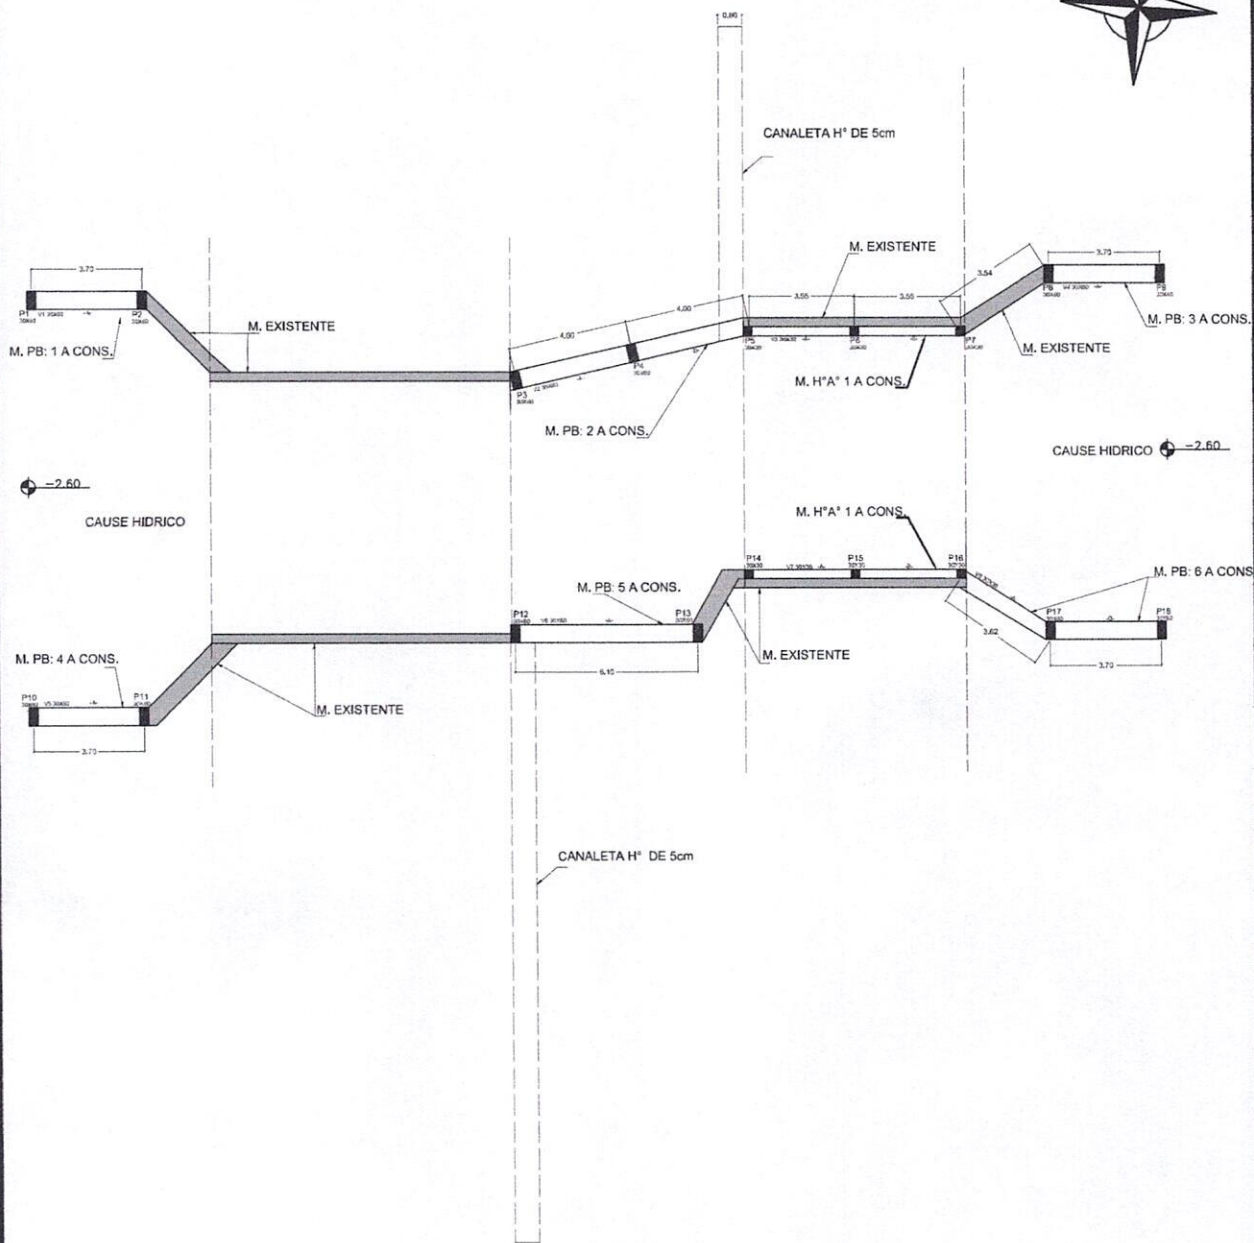 0,80
CANALETA H° DE 5cm
M. EXISTENTE
3.70
3.54
3.70
4,00
3.55
3.55
4,00
P1
V1 30X60
P2
M. EXISTENTE
P5
P6
P7
P8
P9
M. PB: 3 A CONS.
M. PB: 1 A CONS.
P4
M. EXISTENTE
P3
M. H°A° 1 A CONS.
M. PB: 2 A CONS.
CAUSE HIDRICO
-2.60
-2.60
M. H°A° 1 A CONS.
CAUSE HIDRICO
P14
P15
P16
M. PB: 5 A CONS.
M. PB: 6 A CONS
P12
P13
P17
P18
M. PB: 4 A CONS.
3.62
M. EXISTENTE
6.10
3.70
P10
P11
M. EXISTENTE
3.70
CANALETA H° DE 5cm